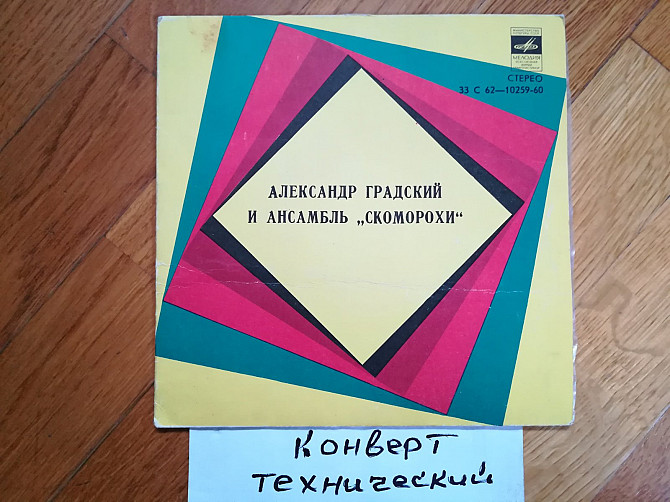 МЕЛОДИЯ
СТЕРЕО
33 С 62—10259-60
АЛЕКСАНДР ГРАДСКИЙ
И АНСАМБЛЬ „СКОМОРОХИ“
Конверт
технический